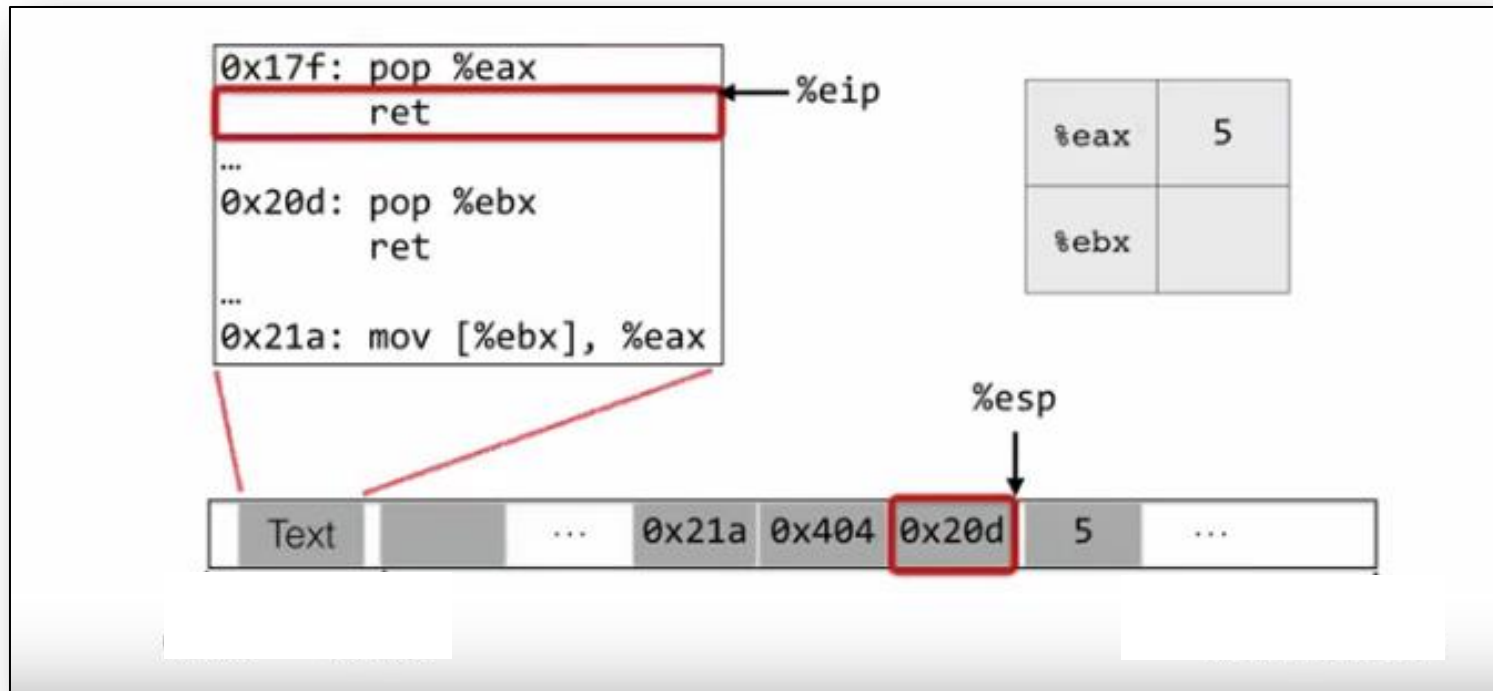 0x17f: pop %eax
ret
%eip
…
0x20d: pop %ebx
ret
…
0x21a: mov [%ebx], %eax
%eax 5
%ebx
%esp
Text ... 0x21a 0x404 0x20d 5 ...